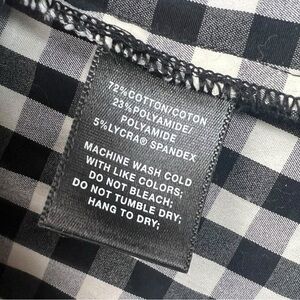 72%COTTON/COTON
23%POLYAMIDE/
POLYAMIDE
5%LYCRA® SPANDEX
MACHINE WASH COLD
WITH LIKE COLORS;
DO NOT BLEACH;
DO NOT TUMBLE DRY;
HANG TO DRY;